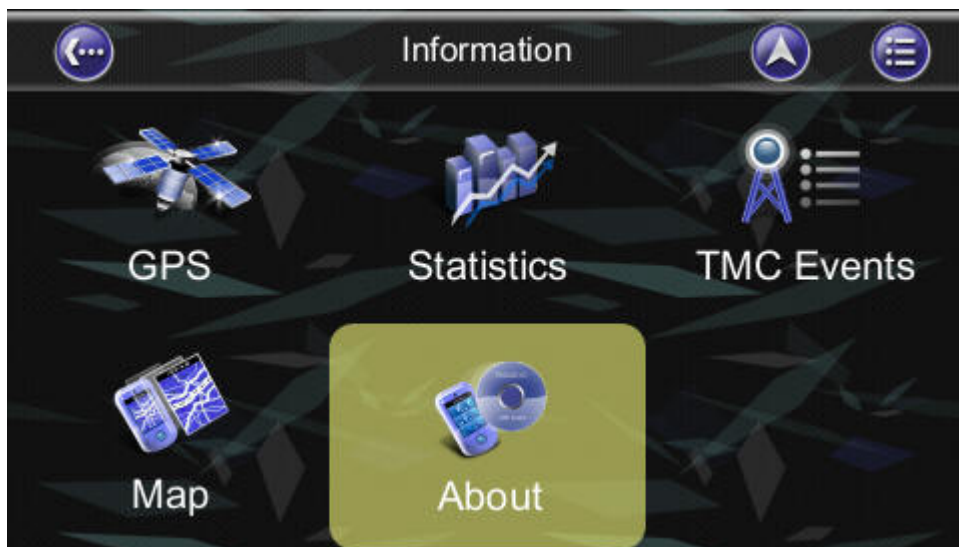 Information
GPS
Statistics
TMC Events
Map
About